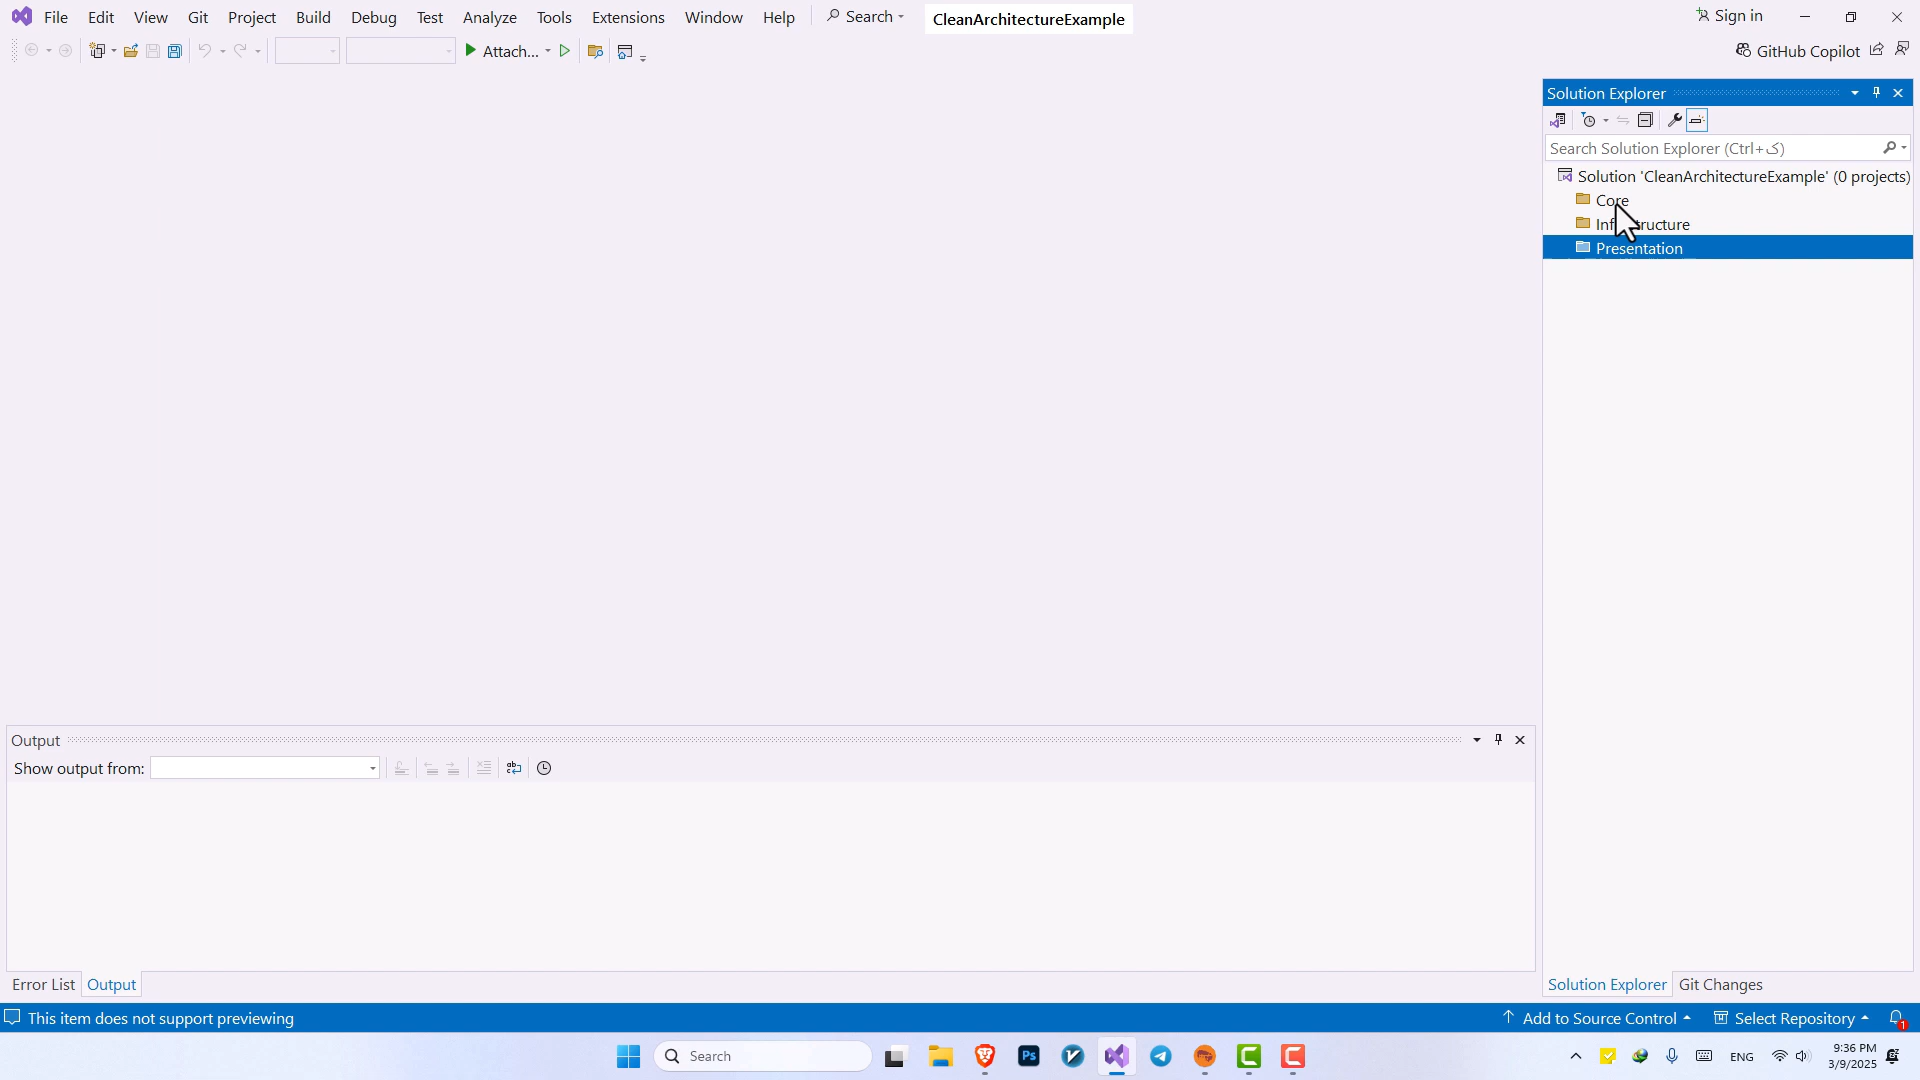 File Edit View Git Project Build Debug Test Analyze Tools Extensions Window Help Search CleanArchitectureExample Sign in
Attach... GitHub Copilot
Solution Explorer
Search Solution Explorer (Ctrl+ک)
Solution 'CleanArchitectureExample' (0 projects)
Core
Presentation
Output
Show output from:
Error List Output
Solution Explorer Git Changes
This item does not support previewing Add to Source Control Select Repository 1
Search Ps ENG 9:36 PM
3/9/2025